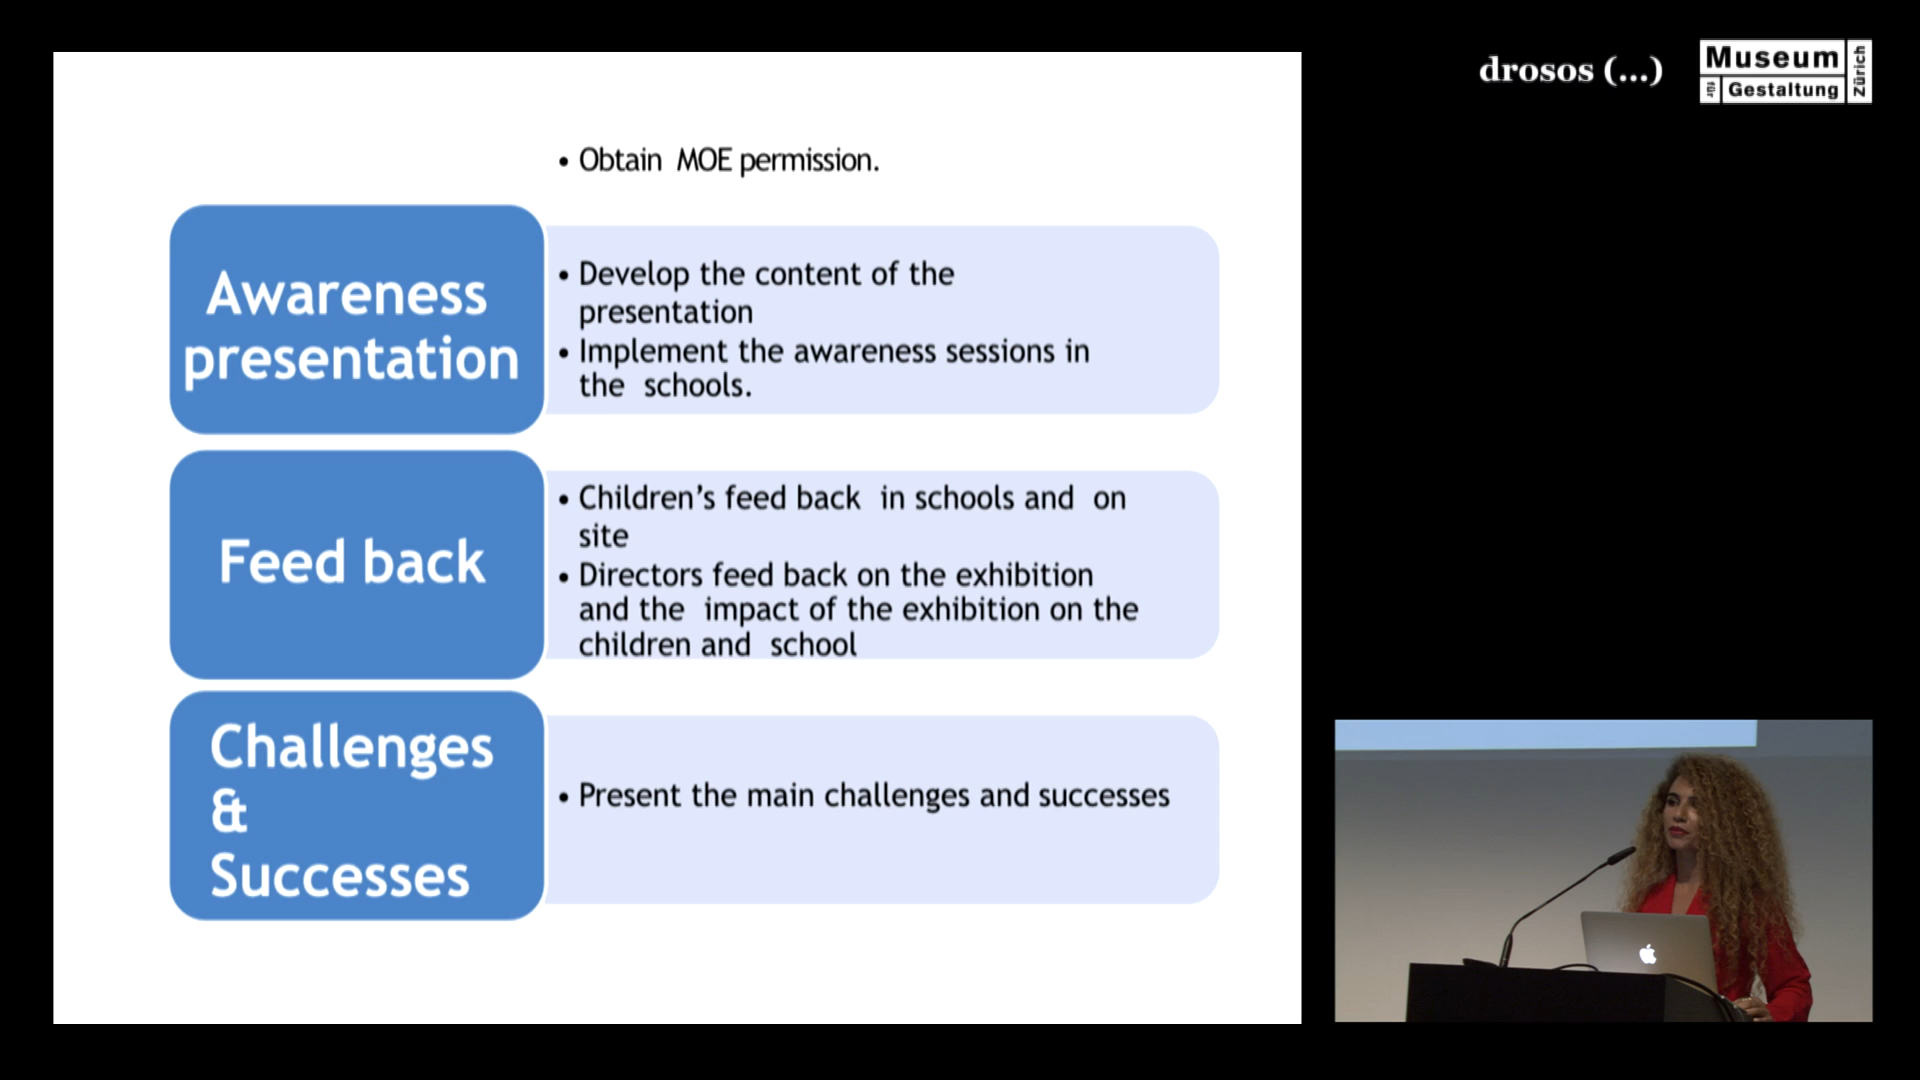 drosos (...)
Museum
für Gestaltung
Zürich
• Obtain MOE permission.
Awareness
presentation
• Develop the content of the
presentation
• Implement the awareness sessions in
the schools.
Feed back
• Children’s feed back in schools and on
site
• Directors feed back on the exhibition
and the impact of the exhibition on the
children and school
Challenges
&
Successes
• Present the main challenges and successes